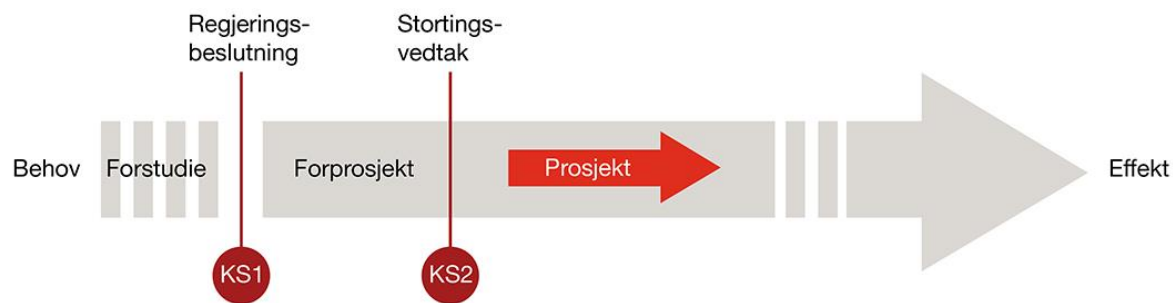 Regjerings-
beslutning
Stortings-
vedtak
Behov
Forstudie
Forprosjekt
Prosjekt
Effekt
KS1
KS2